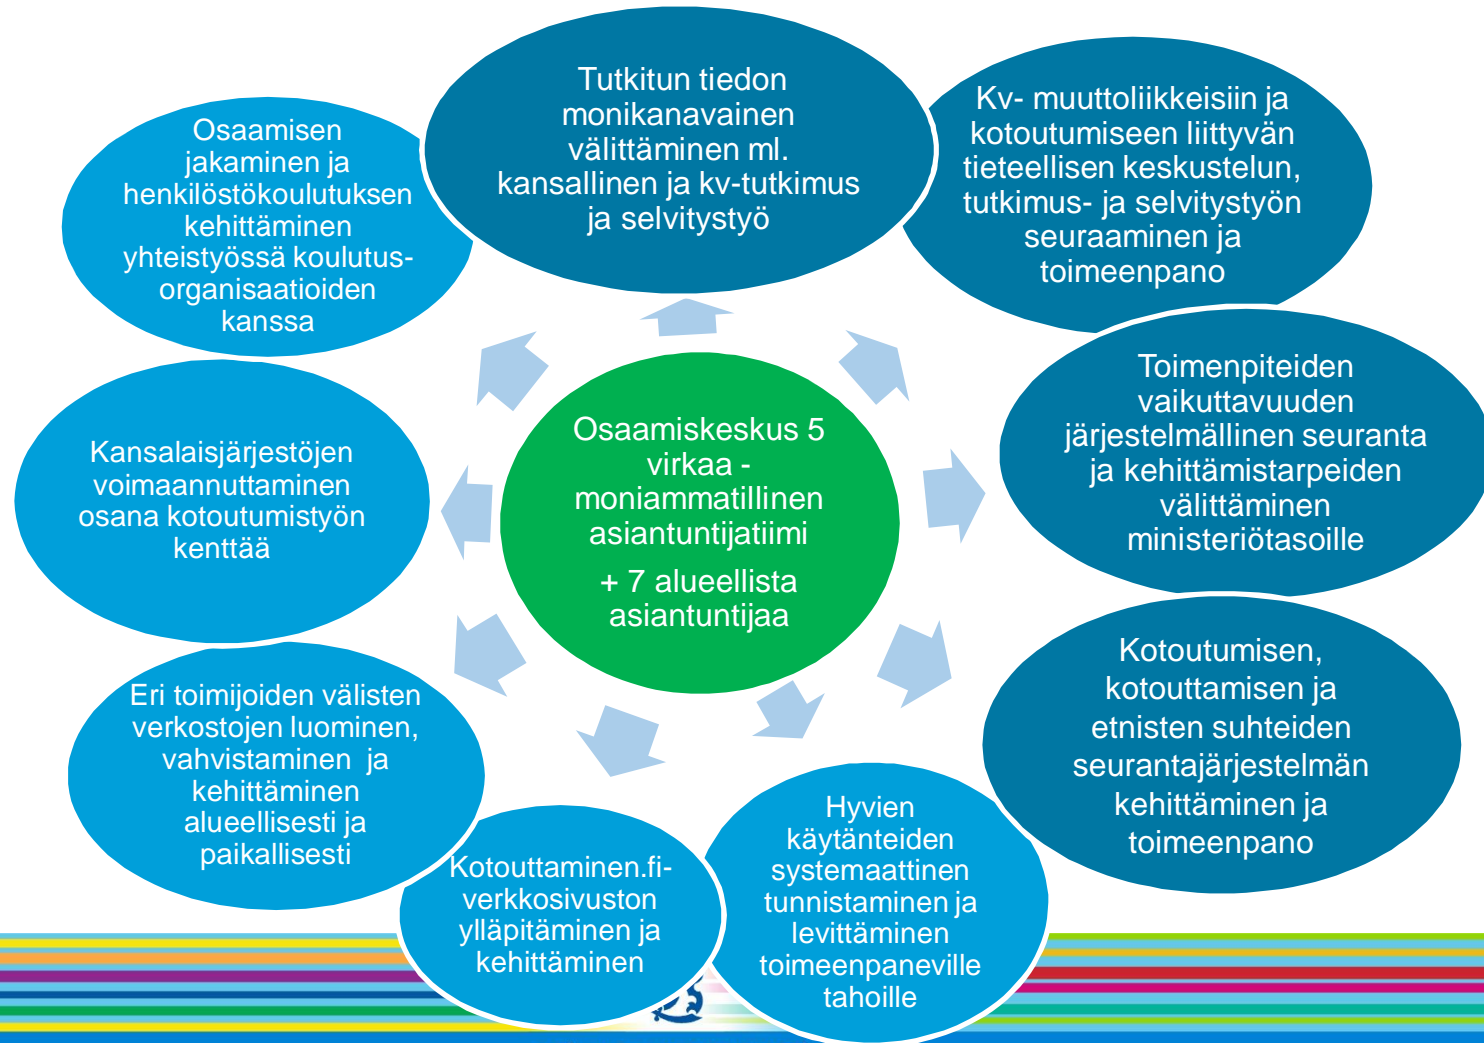 Tutkitun tiedon
monikanavainen
välittäminen ml.
kansallinen ja kv-tutkimus
ja selvitystyö
Kv- muuttoliikkeisiin ja
kotoutumiseen liittyvän
tieteellisen keskustelun,
tutkimus- ja selvitystyön
seuraaminen ja
toimeenpano
Toimenpiteiden
vaikuttavuuden
järjestelmällinen seuranta
ja kehittämistarpeiden
välittäminen
ministeriötasoille
Kotoutumisen,
kotouttamisen ja
etnisten suhteiden
seurantajärjestelmän
kehittäminen ja
toimeenpano
Hyvien
käytänteiden
systemaattinen
tunnistaminen ja
levittäminen
toimeenpaneville
tahoille
Kotouttaminen.fi-
verkkosivuston
ylläpitäminen ja
kehittäminen
Eri toimijoiden välisten
verkostojen luominen,
vahvistaminen ja
kehittäminen
alueellisesti ja
paikallisesti
Kansalaisjärjestöjen
voimaannuttaminen
osana kotoutumistyön
kenttää
Osaamisen
jakaminen ja
henkilöstökoulutuksen
kehittäminen
yhteistyössä koulutus-
organisaatioiden
kanssa
Osaamiskeskus 5
virkaa -
moniammatillinen
asiantuntijatiimi
+ 7 alueellista
asiantuntijaa